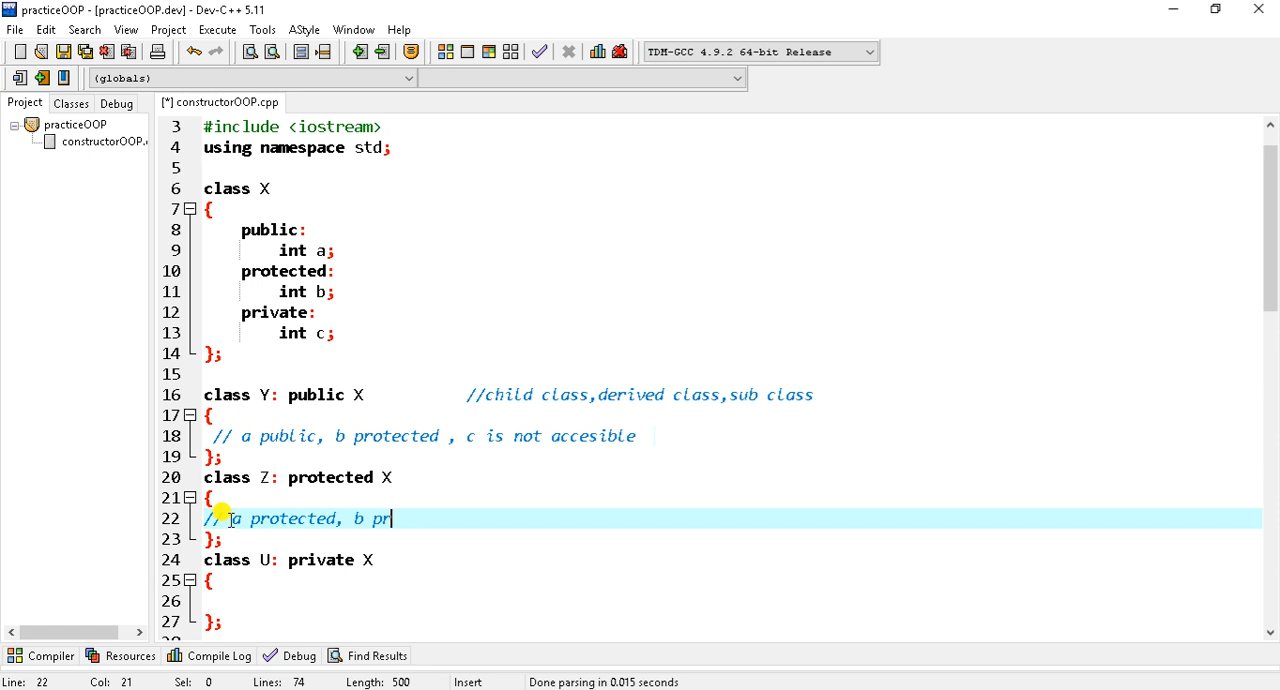 practiceOOP - [practiceOOP.dev] - Dev-C++ 5.11
File Edit Search View Project Execute Tools AStyle Window Help
TDM-GCC 4.9.2 64-bit Release
(globals)
Project Classes Debug [*] constructorOOP.cpp
practiceOOP
constructorOOP.
3 #include <iostream>
4 using namespace std;
5
6 class X
7 {
8 public:
9 int a;
10 protected:
11 int b;
12 private:
13 int c;
14 };
15
16 class Y: public X //child class,derived class,sub class
17 {
18 // a public, b protected , c is not accesible
19 };
20 class Z: protected X
21 {
22 // a protected, b pr
23 };
24 class U: private X
25 {
26
27 };
Compiler Resources Compile Log Debug Find Results
Line: 22 Col: 21 Sel: 0 Lines: 74 Length: 500 Insert Done parsing in 0.015 seconds